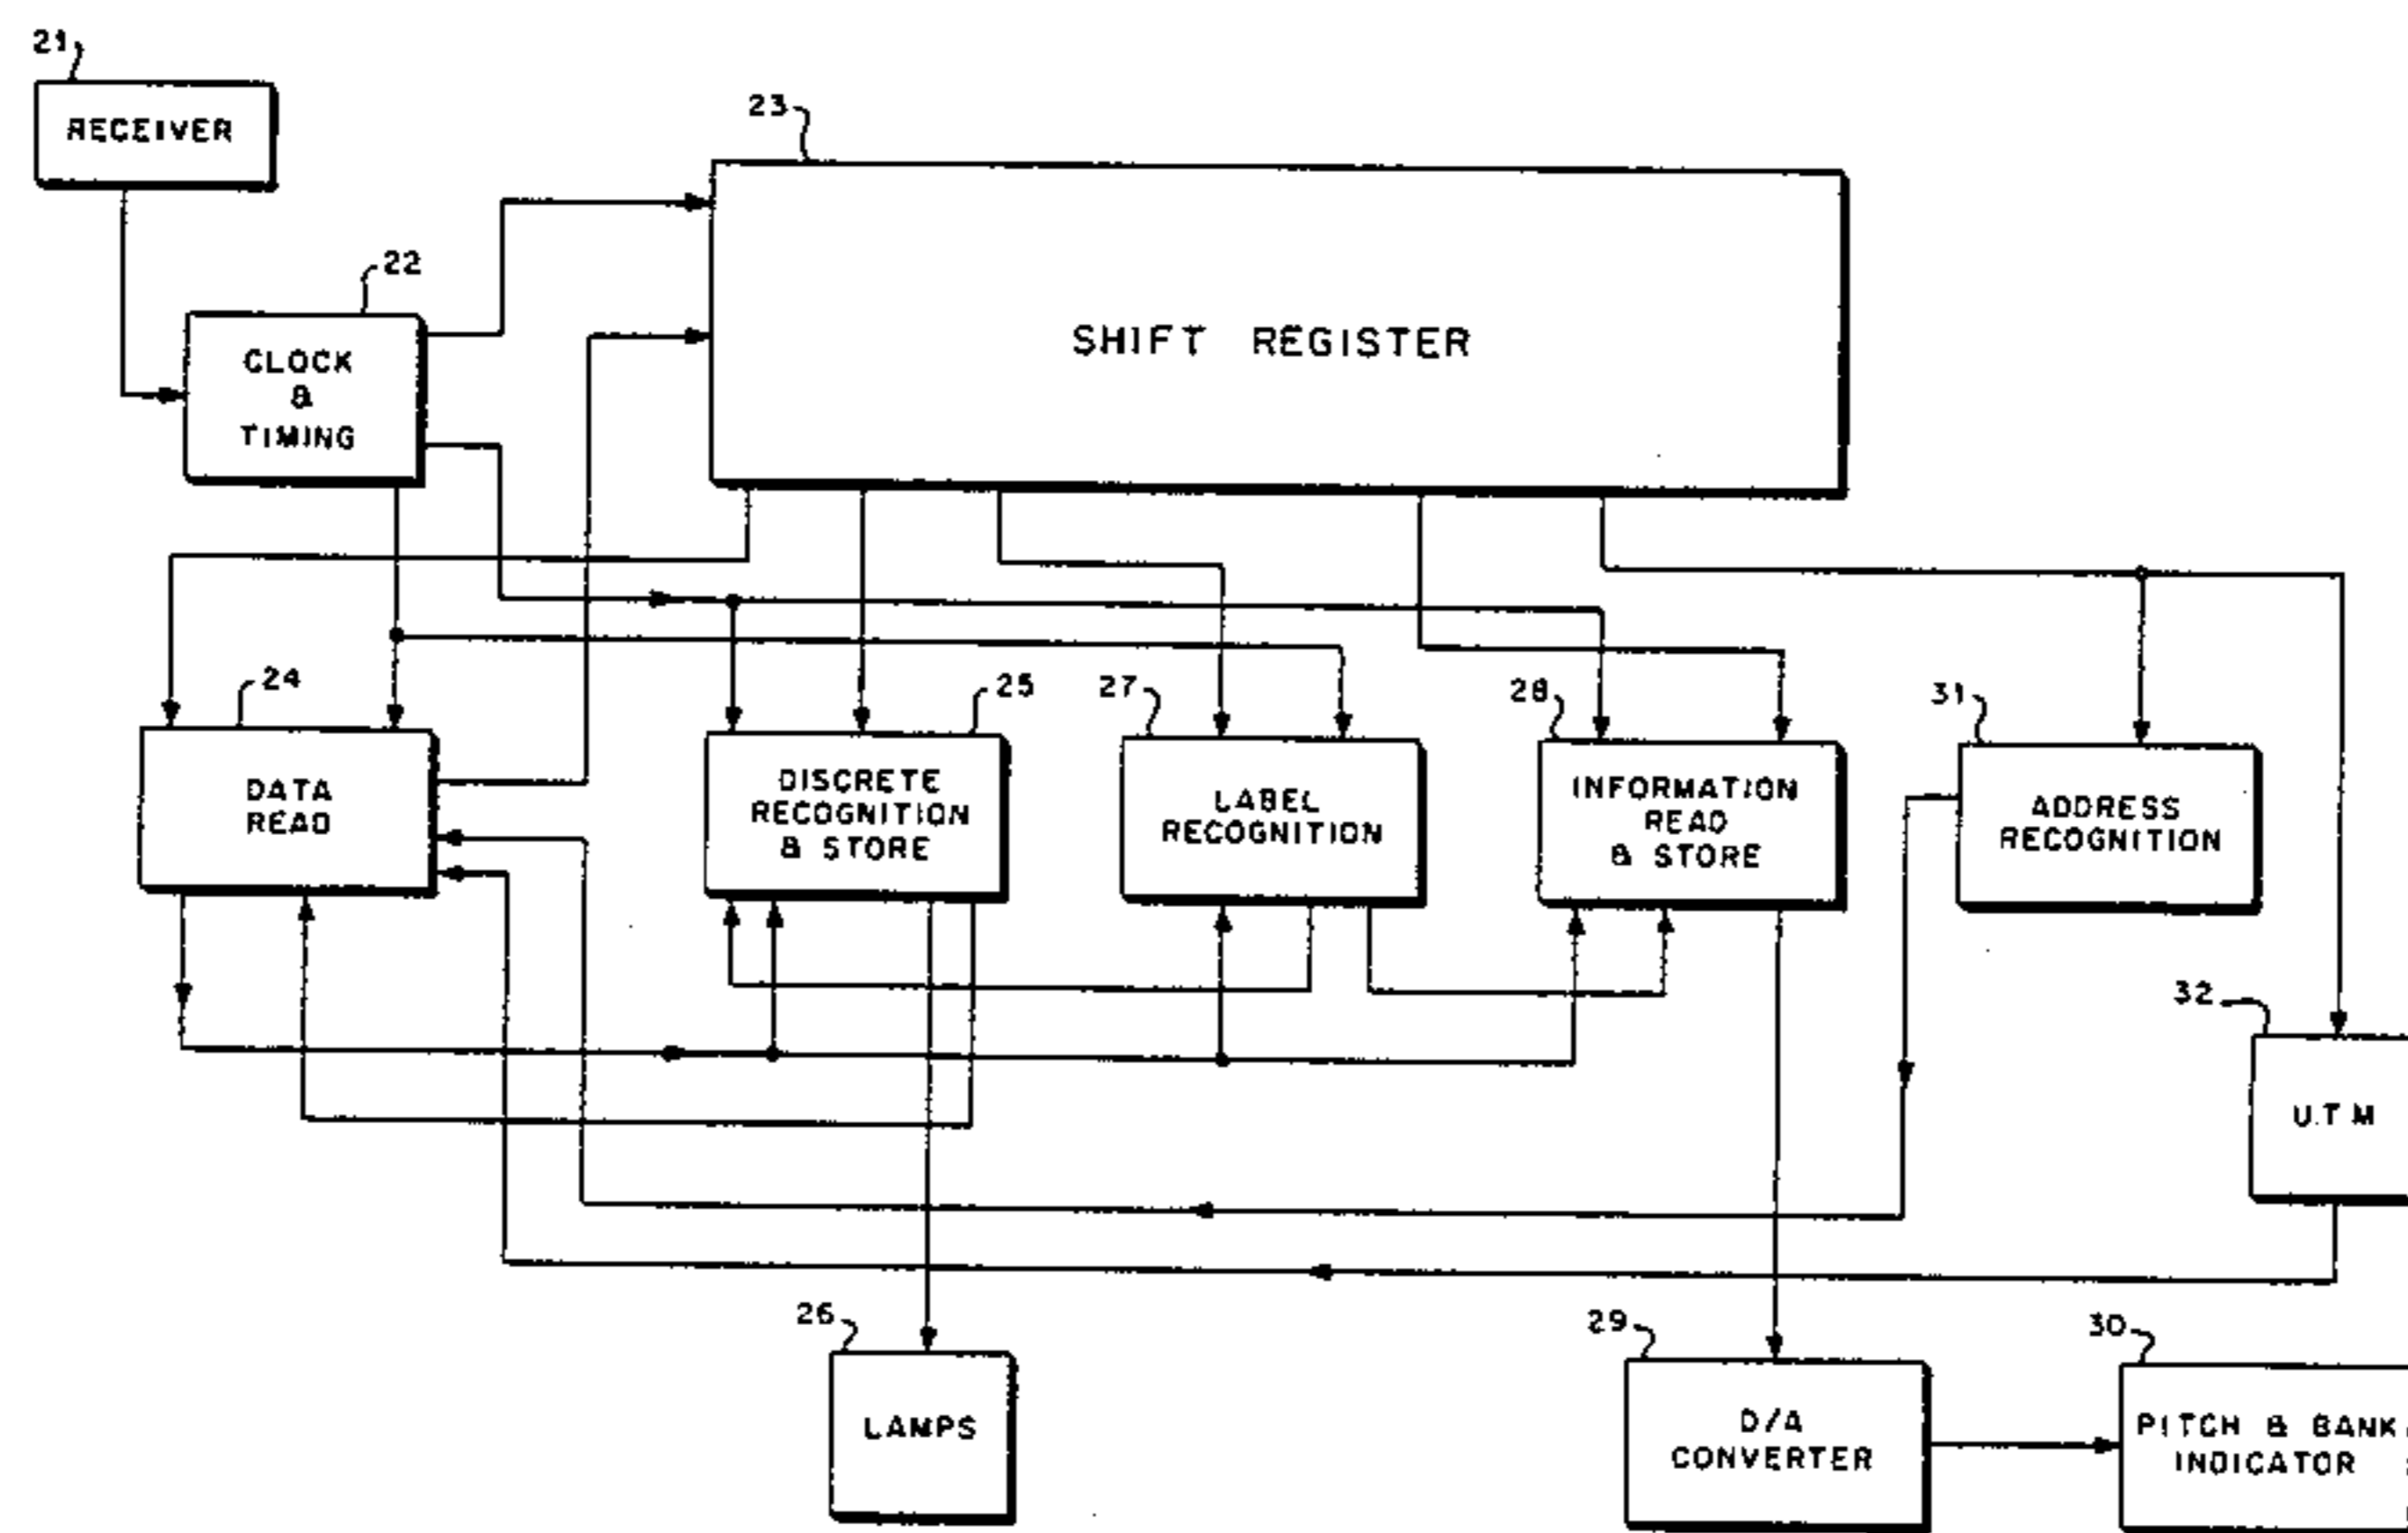 21
RECEIVER
22
CLOCK
&
TIMING
23
SHIFT REGISTER
24
DATA
READ
25
DISCRETE
RECOGNITION
& STORE
27
LABEL
RECOGNITION
28
INFORMATION
READ
& STORE
31
ADDRESS
RECOGNITION
32
U.T M
26
LAMPS
29
D/A
CONVERTER
30
PITCH & BANK
INDICATOR